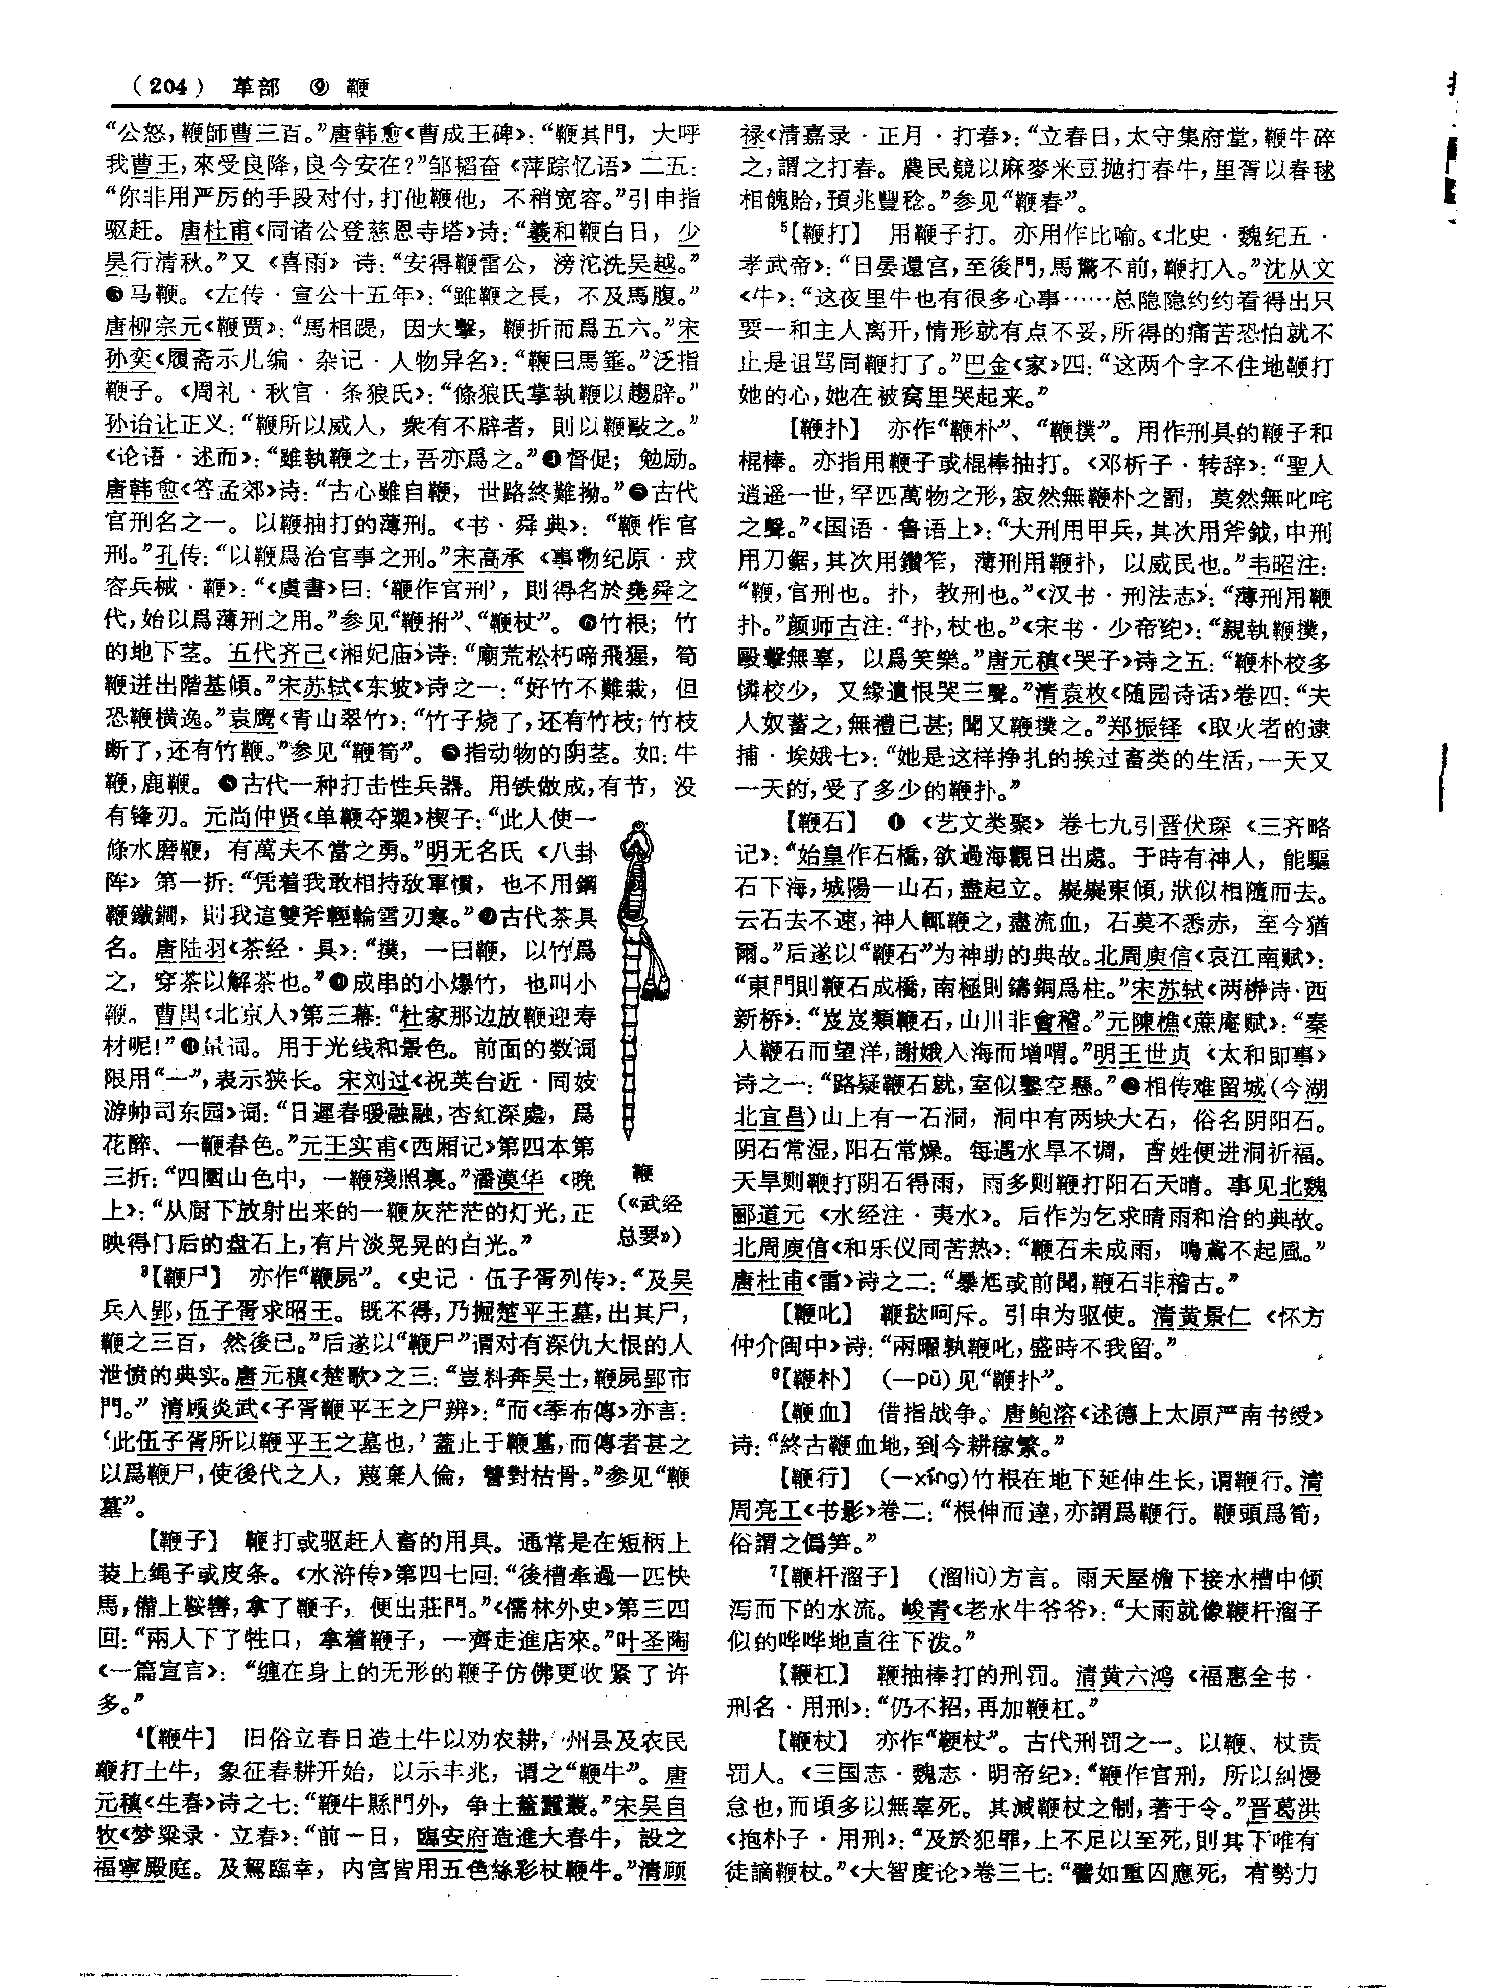 （204） 革部 ⑨ 鞭
“公怒，鞭師曹三百。”唐韩愈《曹成王碑》：“鞭其門，大呼
我曹王，來受良降，良今安在？”邹韬奋《萍踪忆语》二五：
“你非用严厉的手段对付，打他鞭他，不稍宽容。”引申指
驱赶。唐杜甫《同诸公登慈恩寺塔》诗：“羲和鞭白日，少
昊行清秋。”又《喜雨》诗：“安得鞭雷公，滂沱洗吴越。”
❸马鞭。《左传·宣公十五年》：“雖鞭之長，不及馬腹。”
唐柳宗元《鞭贾》：“馬相踶，因大擊，鞭折而爲五六。”宋
孙奕《履斋示儿编·杂记·人物异名》：“鞭曰馬箠。”泛指
鞭子。《周礼·秋官·条狼氏》：“條狼氏掌執鞭以趨辟。”
孙诒让正义：“鞭所以威人，衆有不辟者，則以鞭毆之。”
《论语·述而》：“雖執鞭之士，吾亦爲之。”❹督促；勉励。
唐韩愈《答孟郊》诗：“古心雖自鞭，世路終難拗。”❺古代
官刑名之一。以鞭抽打的薄刑。《书·舜典》：“鞭作官
刑。”孔传：“以鞭爲治官事之刑。”宋高承《事物纪原·戎
容兵械·鞭》：“《虞書》曰：‘鞭作官刑’，則得名於堯舜之
代，始以爲薄刑之用。”参见“鞭拊”、“鞭杖”。❻竹根；竹
的地下茎。五代齐己《湘妃庙》诗：“廟荒松朽啼飛猩，筍
鞭迸出階基傾。”宋苏轼《东坡》诗之一：“好竹不難栽，但
恐鞭橫逸。”袁鹰《青山翠竹》：“竹子烧了，还有竹枝；竹枝
断了，还有竹鞭。”参见“鞭筍”。❼指动物的阴茎。如：牛
鞭，鹿鞭。❽古代一种打击性兵器。用铁做成，有节，没
有锋刃。元尚仲贤《单鞭夺槊》楔子：“此人使一
條水磨鞭，有萬夫不當之勇。”明无名氏《八卦
阵》第一折：“凭着我敢相持敌軍慣，也不用鋼
鞭鐵鐧，則我這雙斧輕輪雪刃寒。”❾古代茶具
名。唐陆羽《茶经·具》：“撲，一曰鞭，以竹爲
之，穿茶以解茶也。”❿成串的小爆竹，也叫小
鞭。曹禺《北京人》第三幕：“杜家那边放鞭迎寿
材呢！”⓫量词。用于光线和景色。前面的数词
限用“一”，表示狭长。宋刘过《祝英台近·同妓
游帅司东园》词：“日遲春暖融融，杏紅深處，爲
花醉、一鞭春色。”元王实甫《西厢记》第四本第
三折：“四圍山色中，一鞭殘照裏。”潘漠华《晚
上》：“从厨下放射出来的一鞭灰茫茫的灯光，正
映得门后的盘石上，有片淡晃晃的白光。”
鞭
（《武经
总要》）
³【鞭尸】 亦作“鞭屍”。《史记·伍子胥列传》：“及吴
兵入郢，伍子胥求昭王。既不得，乃掘楚平王墓，出其尸，
鞭之三百，然後已。”后遂以“鞭尸”谓对有深仇大恨的人
泄愤的典实。唐元稹《楚歌》之三：“豈料奔吴士，鞭屍郢市
門。”清顾炎武《子胥鞭平王之尸辨》：“而《季布傳》亦言：
‘此伍子胥所以鞭平王之墓也，’蓋止于鞭墓，而傳者甚之
以爲鞭尸，使後代之人，蔑棄人倫，讐對枯骨。”参见“鞭
墓”。
【鞭子】 鞭打或驱赶人畜的用具。通常是在短柄上
装上绳子或皮条。《水浒传》第四七回：“後槽牽過一匹快
馬，備上鞍轡，拿了鞭子，便出莊門。”《儒林外史》第三四
回：“兩人下了牲口，拿着鞭子，一齊走進店來。”叶圣陶
《一篇宣言》：“缠在身上的无形的鞭子仿佛更收紧了许
多。”
⁴【鞭牛】 旧俗立春日造土牛以劝农耕，州县及农民
鞭打土牛，象征春耕开始，以示丰兆，谓之“鞭牛”。唐
元稹《生春》诗之七：“鞭牛縣門外，争土蓋蠶叢。”宋吴自
牧《梦粱录·立春》：“前一日，臨安府造進大春牛，設之
福寧殿庭。及駕臨幸，内官皆用五色絲彩杖鞭牛。”清顾
禄《清嘉录·正月·打春》：“立春日，太守集府堂，鞭牛碎
之，謂之打春。農民競以麻麥米豆抛打春牛，里胥以春毬
相餽貽，預兆豐稔。”参见“鞭春”。
⁵【鞭打】 用鞭子打。亦用作比喻。《北史·魏纪五·
孝武帝》：“日晏還宫，至後門，馬驚不前，鞭打入。”沈从文
《牛》：“这夜里牛也有很多心事……总隐隐约约看得出只
要一和主人离开，情形就有点不妥，所得的痛苦恐怕就不
止是诅骂同鞭打了。”巴金《家》四：“这两个字不住地鞭打
她的心，她在被窝里哭起来。”
【鞭扑】 亦作“鞭朴”、“鞭撲”。用作刑具的鞭子和
棍棒。亦指用鞭子或棍棒抽打。《邓析子·转辞》：“聖人
逍遥一世，罕匹萬物之形，寂然無鞭朴之罰，莫然無叱咤
之聲。”《国语·鲁语上》：“大刑用甲兵，其次用斧鉞，中刑
用刀鋸，其次用鑽笮，薄刑用鞭扑，以威民也。”韦昭注：
“鞭，官刑也。扑，教刑也。”《汉书·刑法志》：“薄刑用鞭
扑。”颜师古注：“扑，杖也。”《宋书·少帝纪》：“親執鞭撲，
毆擊無辜，以爲笑樂。”唐元稹《哭子》诗之五：“鞭朴校多
憐校少，又緣遺恨哭三聲。”清袁枚《随园诗话》卷四：“夫
人奴蓄之，無禮已甚；聞又鞭撲之。”郑振铎《取火者的逮
捕·埃娥七》：“她是这样挣扎的挨过畜类的生活，一天又
一天的，受了多少的鞭扑。”
【鞭石】 ❶《艺文类聚》卷七九引晋伏琛《三齐略
记》：“始皇作石橋，欲過海觀日出處。于時有神人，能驅
石下海，城陽一山石，盡起立。嶷嶷東傾，狀似相隨而去。
云石去不速，神人輒鞭之，盡流血，石莫不悉赤，至今猶
爾。”后遂以“鞭石”为神助的典故。北周庾信《哀江南赋》：
“東門則鞭石成橋，南極則鑄銅爲柱。”宋苏轼《两桥诗·西
新桥》：“岌岌類鞭石，山川非會稽。”元陳樵《蔗庵赋》：“秦
人鞭石而望洋，謝娥入海而增喟。”明王世贞《太和即事》
诗之一：“路疑鞭石就，室似鑿空懸。”❷相传难留城（今湖
北宜昌）山上有一石洞，洞中有两块大石，俗名阴阳石。
阴石常湿，阳石常燥。每遇水旱不调，百姓便进洞祈福。
天旱则鞭打阴石得雨，雨多则鞭打阳石天晴。事见北魏
郦道元《水经注·夷水》。后作为乞求晴雨和洽的典故。
北周庾信《和乐仪同苦热》：“鞭石未成雨，鳴鳶不起風。”
唐杜甫《雷》诗之二：“暴尪或前聞，鞭石非稽古。”
【鞭叱】 鞭挞呵斥。引申为驱使。清黄景仁《怀方
仲介闽中》诗：“兩曜孰鞭叱，盛時不我留。”
⁶【鞭朴】 （—pū）见“鞭扑”。
【鞭血】 借指战争。唐鲍溶《述德上太原严尚书绶》
诗：“終古鞭血地，到今耕稼繁。”
【鞭行】 （—xíng）竹根在地下延伸生长，谓鞭行。清
周亮工《书影》卷二：“根伸而達，亦謂爲鞭行。鞭頭爲筍，
俗謂之僞笋。”
⁷【鞭杆溜子】 （溜liù）方言。雨天屋檐下接水槽中倾
泻而下的水流。峻青《老水牛爷爷》：“大雨就像鞭杆溜子
似的哗哗地直往下泼。”
【鞭杠】 鞭抽棒打的刑罚。清黄六鸿《福惠全书·
刑名·用刑》：“仍不招，再加鞭杠。”
【鞭杖】 亦作“鞕杖”。古代刑罚之一。以鞭、杖责
罚人。《三国志·魏志·明帝纪》：“鞭作官刑，所以糾慢
怠也，而頃多以無辜死。其減鞭杖之制，著于令。”晋葛洪
《抱朴子·用刑》：“及於犯罪，上不足以至死，則其下唯有
徒謫鞭杖。”《大智度论》卷三七：“譬如重囚應死，有勢力